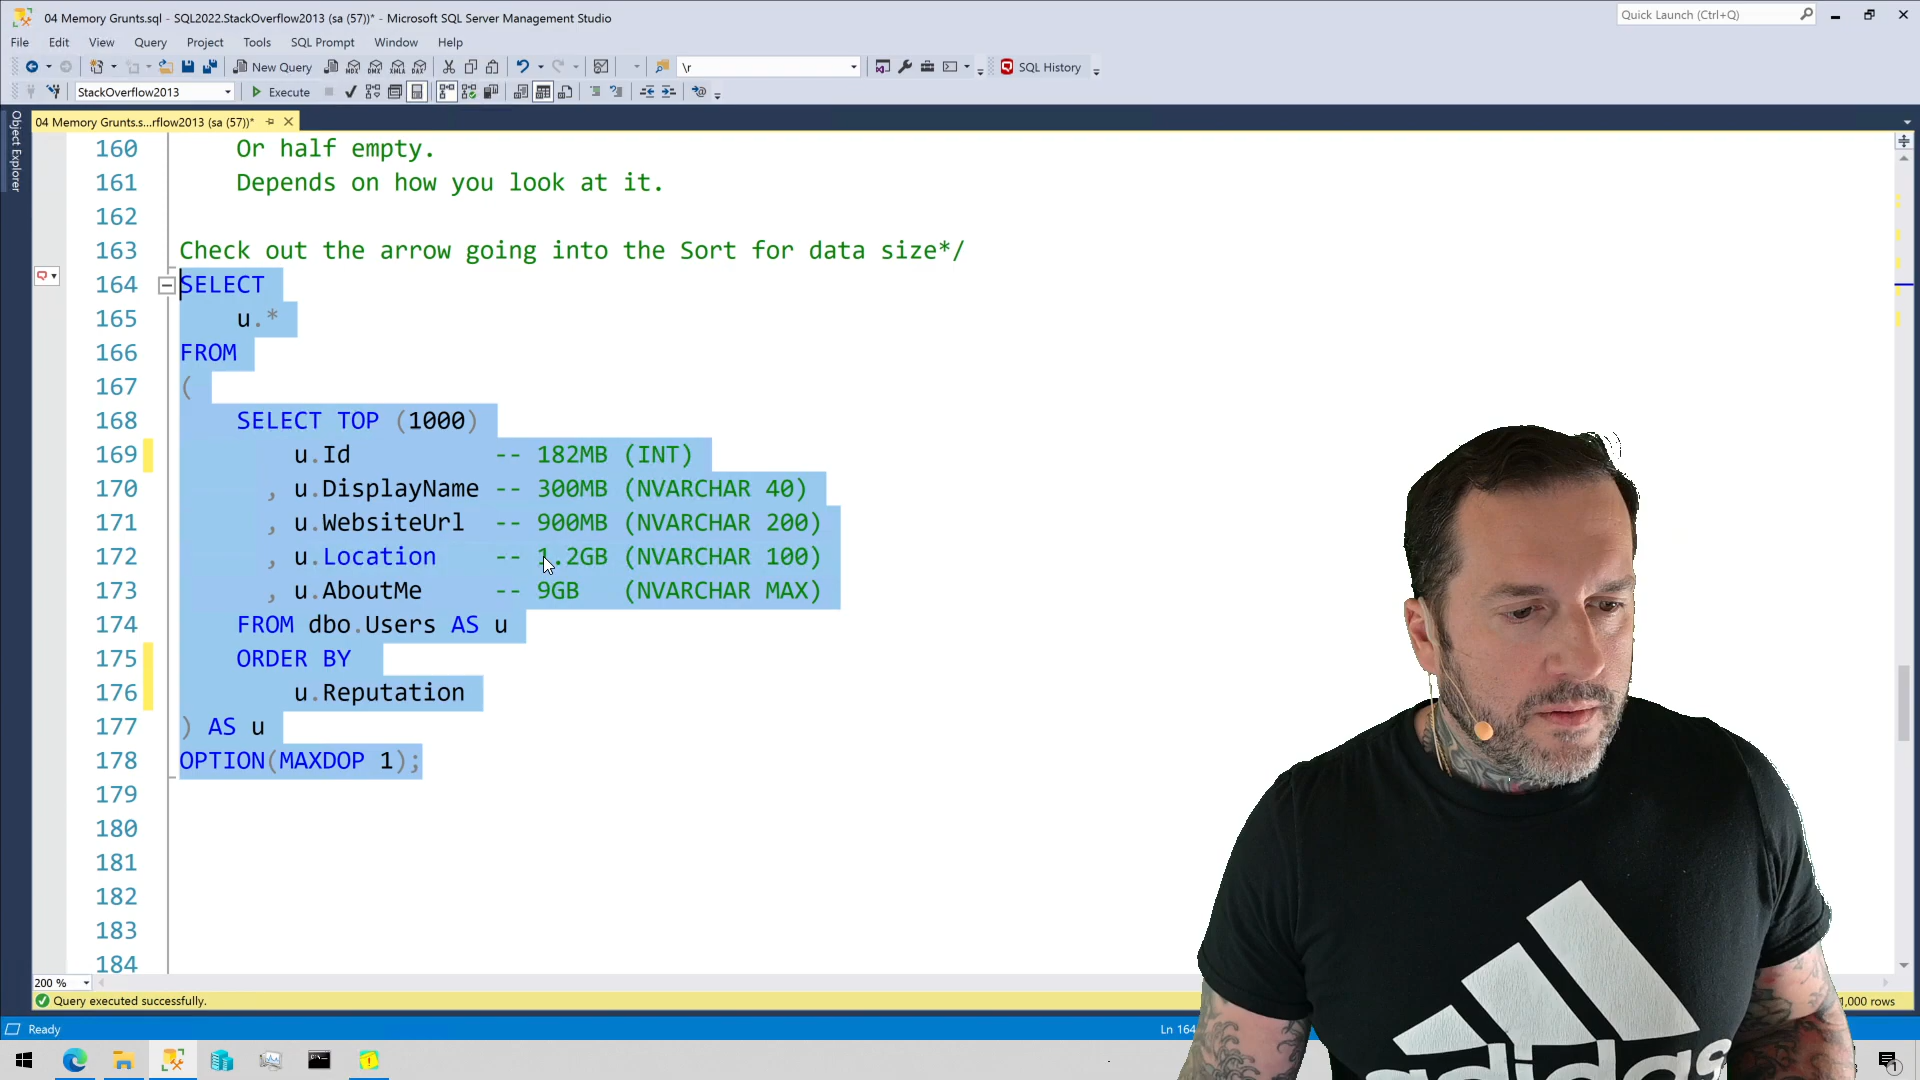 04 Memory Grunts.sql - SQL2022.StackOverflow2013 (sa (57))* - Microsoft SQL Server Management Studio
Quick Launch (Ctrl+Q)
File Edit View Query Project Tools SQL Prompt Window Help
New Query
MDX DMX XMLA DAX
\r
SQL History
StackOverflow2013
Execute
Object Explorer
04 Memory Grunts.s...rflow2013 (sa (57))*
160 Or half empty.
161 Depends on how you look at it.
162
163 Check out the arrow going into the Sort for data size*/
164 SELECT
165 u.*
166 FROM
167 (
168 SELECT TOP (1000)
169 u.Id -- 182MB (INT)
170 , u.DisplayName -- 300MB (NVARCHAR 40)
171 , u.WebsiteUrl -- 900MB (NVARCHAR 200)
172 , u.Location -- 1.2GB (NVARCHAR 100)
173 , u.AboutMe -- 9GB (NVARCHAR MAX)
174 FROM dbo.Users AS u
175 ORDER BY
176 u.Reputation
177 ) AS u
178 OPTION(MAXDOP 1);
179
180
181
182
183
184
200 %
Query executed successfully.
1,000 rows
Ready
Ln 164
adidas
1